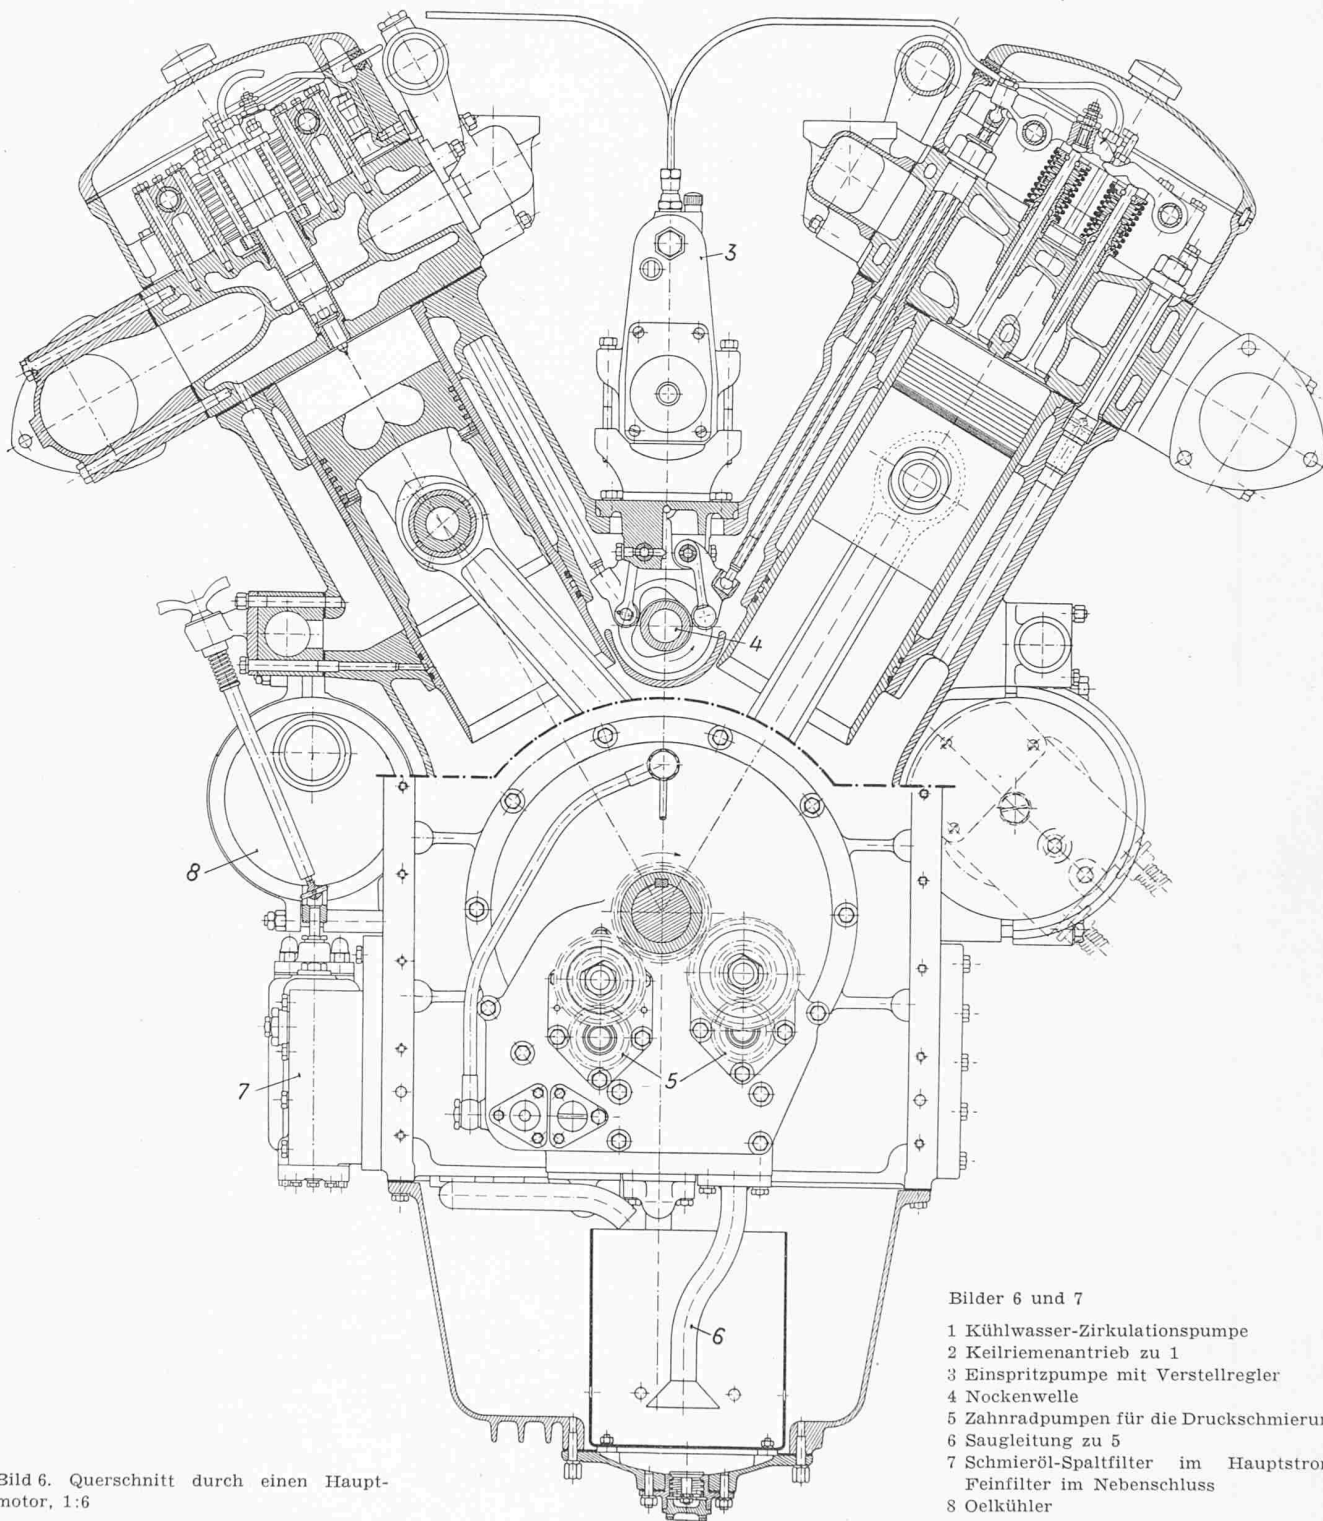 3
4
8
7
5
6
Bilder 6 und 7
1 Kühlwasser-Zirkulationspumpe
2 Keilriemenantrieb zu 1
3 Einspritzpumpe mit Verstellregler
4 Nockenwelle
5 Zahnradpumpen für die Druckschmierun
6 Saugleitung zu 5
7 Schmieröl-Spaltfilter im Hauptstrom
Feinfilter im Nebenschluss
8 Oelkühler
Bild 6. Querschnitt durch einen Haupt-
motor, 1:6